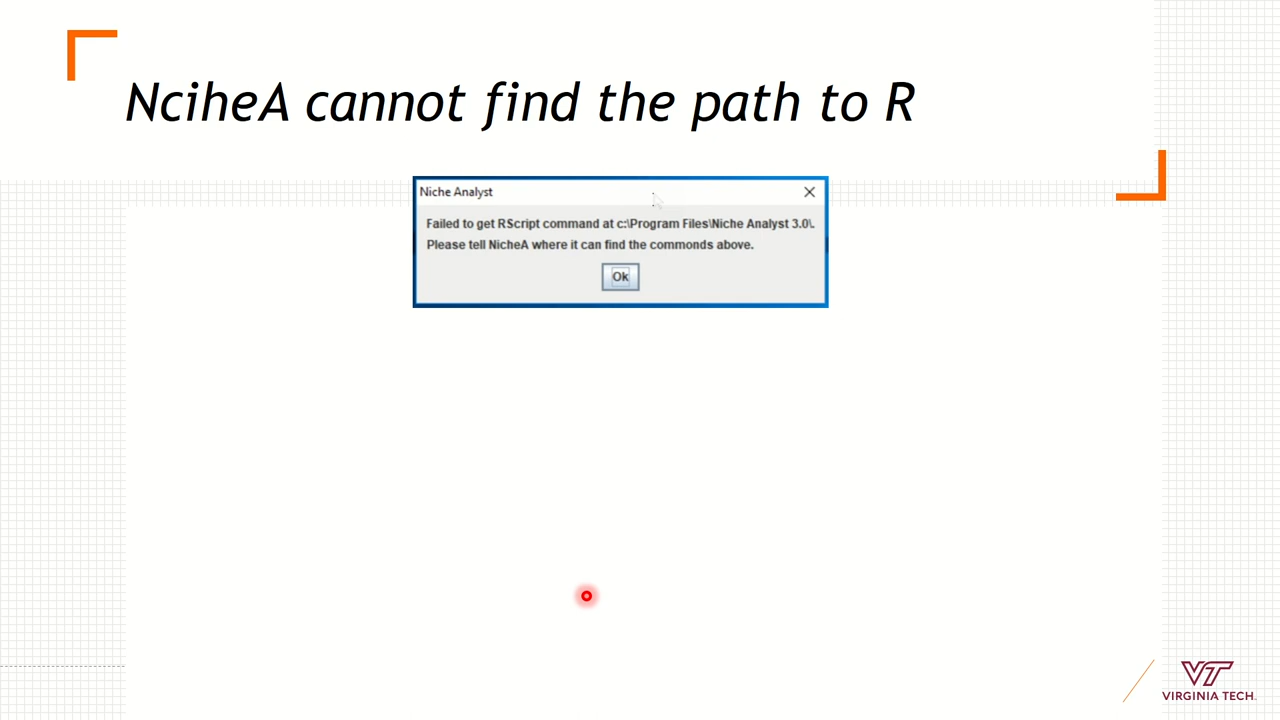 NciheA cannot find the path to R
Niche Analyst
Failed to get RScript command at c:\Program Files\Niche Analyst 3.0\.
Please tell NicheA where it can find the commonds above.
Ok
VT
VIRGINIA TECH